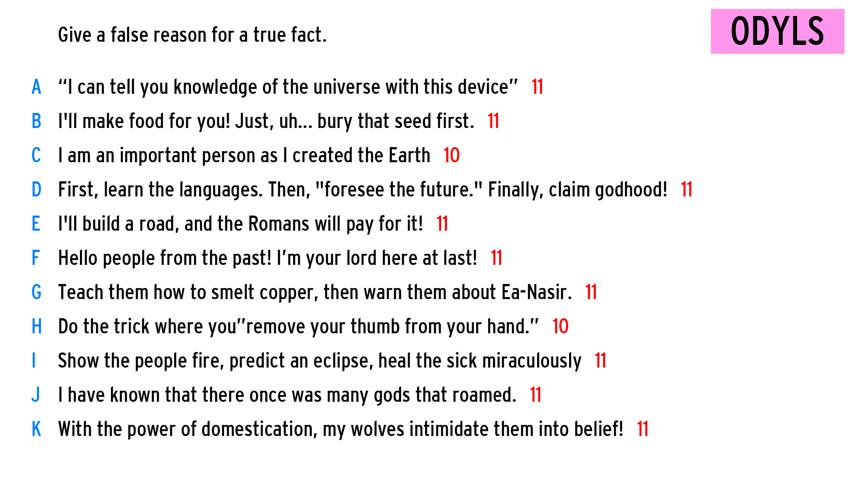 Give a false reason for a true fact.
ODYLS
A “I can tell you knowledge of the universe with this device” 11
B I'll make food for you! Just, uh... bury that seed first. 11
C I am an important person as I created the Earth 10
D First, learn the languages. Then, "foresee the future." Finally, claim godhood! 11
E I'll build a road, and the Romans will pay for it! 11
F Hello people from the past! I’m your lord here at last! 11
G Teach them how to smelt copper, then warn them about Ea-Nasir. 11
H Do the trick where you”remove your thumb from your hand.” 10
I Show the people fire, predict an eclipse, heal the sick miraculously 11
J I have known that there once was many gods that roamed. 11
K With the power of domestication, my wolves intimidate them into belief! 11